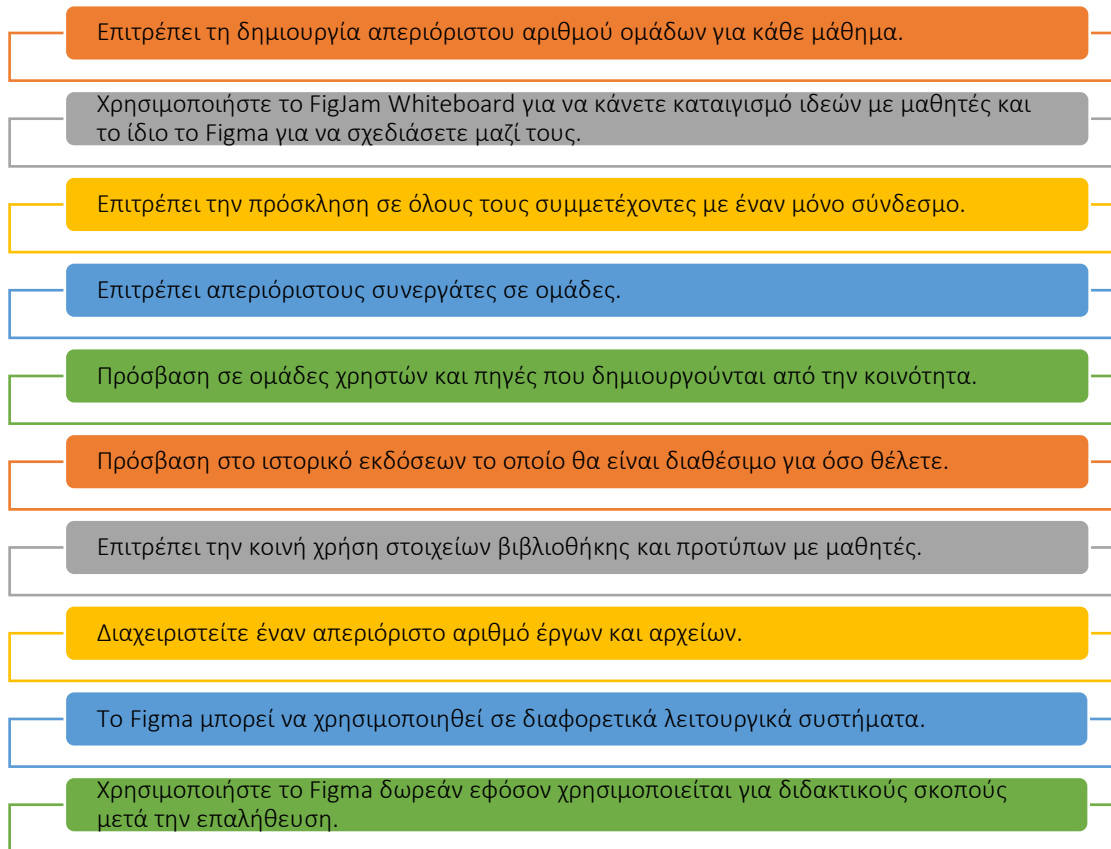 Επιτρέπει τη δημιουργία απεριόριστου αριθμού ομάδων για κάθε μάθημα.
Χρησιμοποιήστε το FigJam Whiteboard για να κάνετε καταιγισμό ιδεών με μαθητές και
το ίδιο το Figma για να σχεδιάσετε μαζί τους.
Επιτρέπει την πρόσκληση σε όλους τους συμμετέχοντες με έναν μόνο σύνδεσμο.
Επιτρέπει απεριόριστους συνεργάτες σε ομάδες.
Πρόσβαση σε ομάδες χρηστών και πηγές που δημιουργούνται από την κοινότητα.
Πρόσβαση στο ιστορικό εκδόσεων το οποίο θα είναι διαθέσιμο για όσο θέλετε.
Επιτρέπει την κοινή χρήση στοιχείων βιβλιοθήκης και προτύπων με μαθητές.
Διαχειριστείτε έναν απεριόριστο αριθμό έργων και αρχείων.
Το Figma μπορεί να χρησιμοποιηθεί σε διαφορετικά λειτουργικά συστήματα.
Χρησιμοποιήστε το Figma δωρεάν εφόσον χρησιμοποιείται για διδακτικούς σκοπούς
μετά την επαλήθευση.